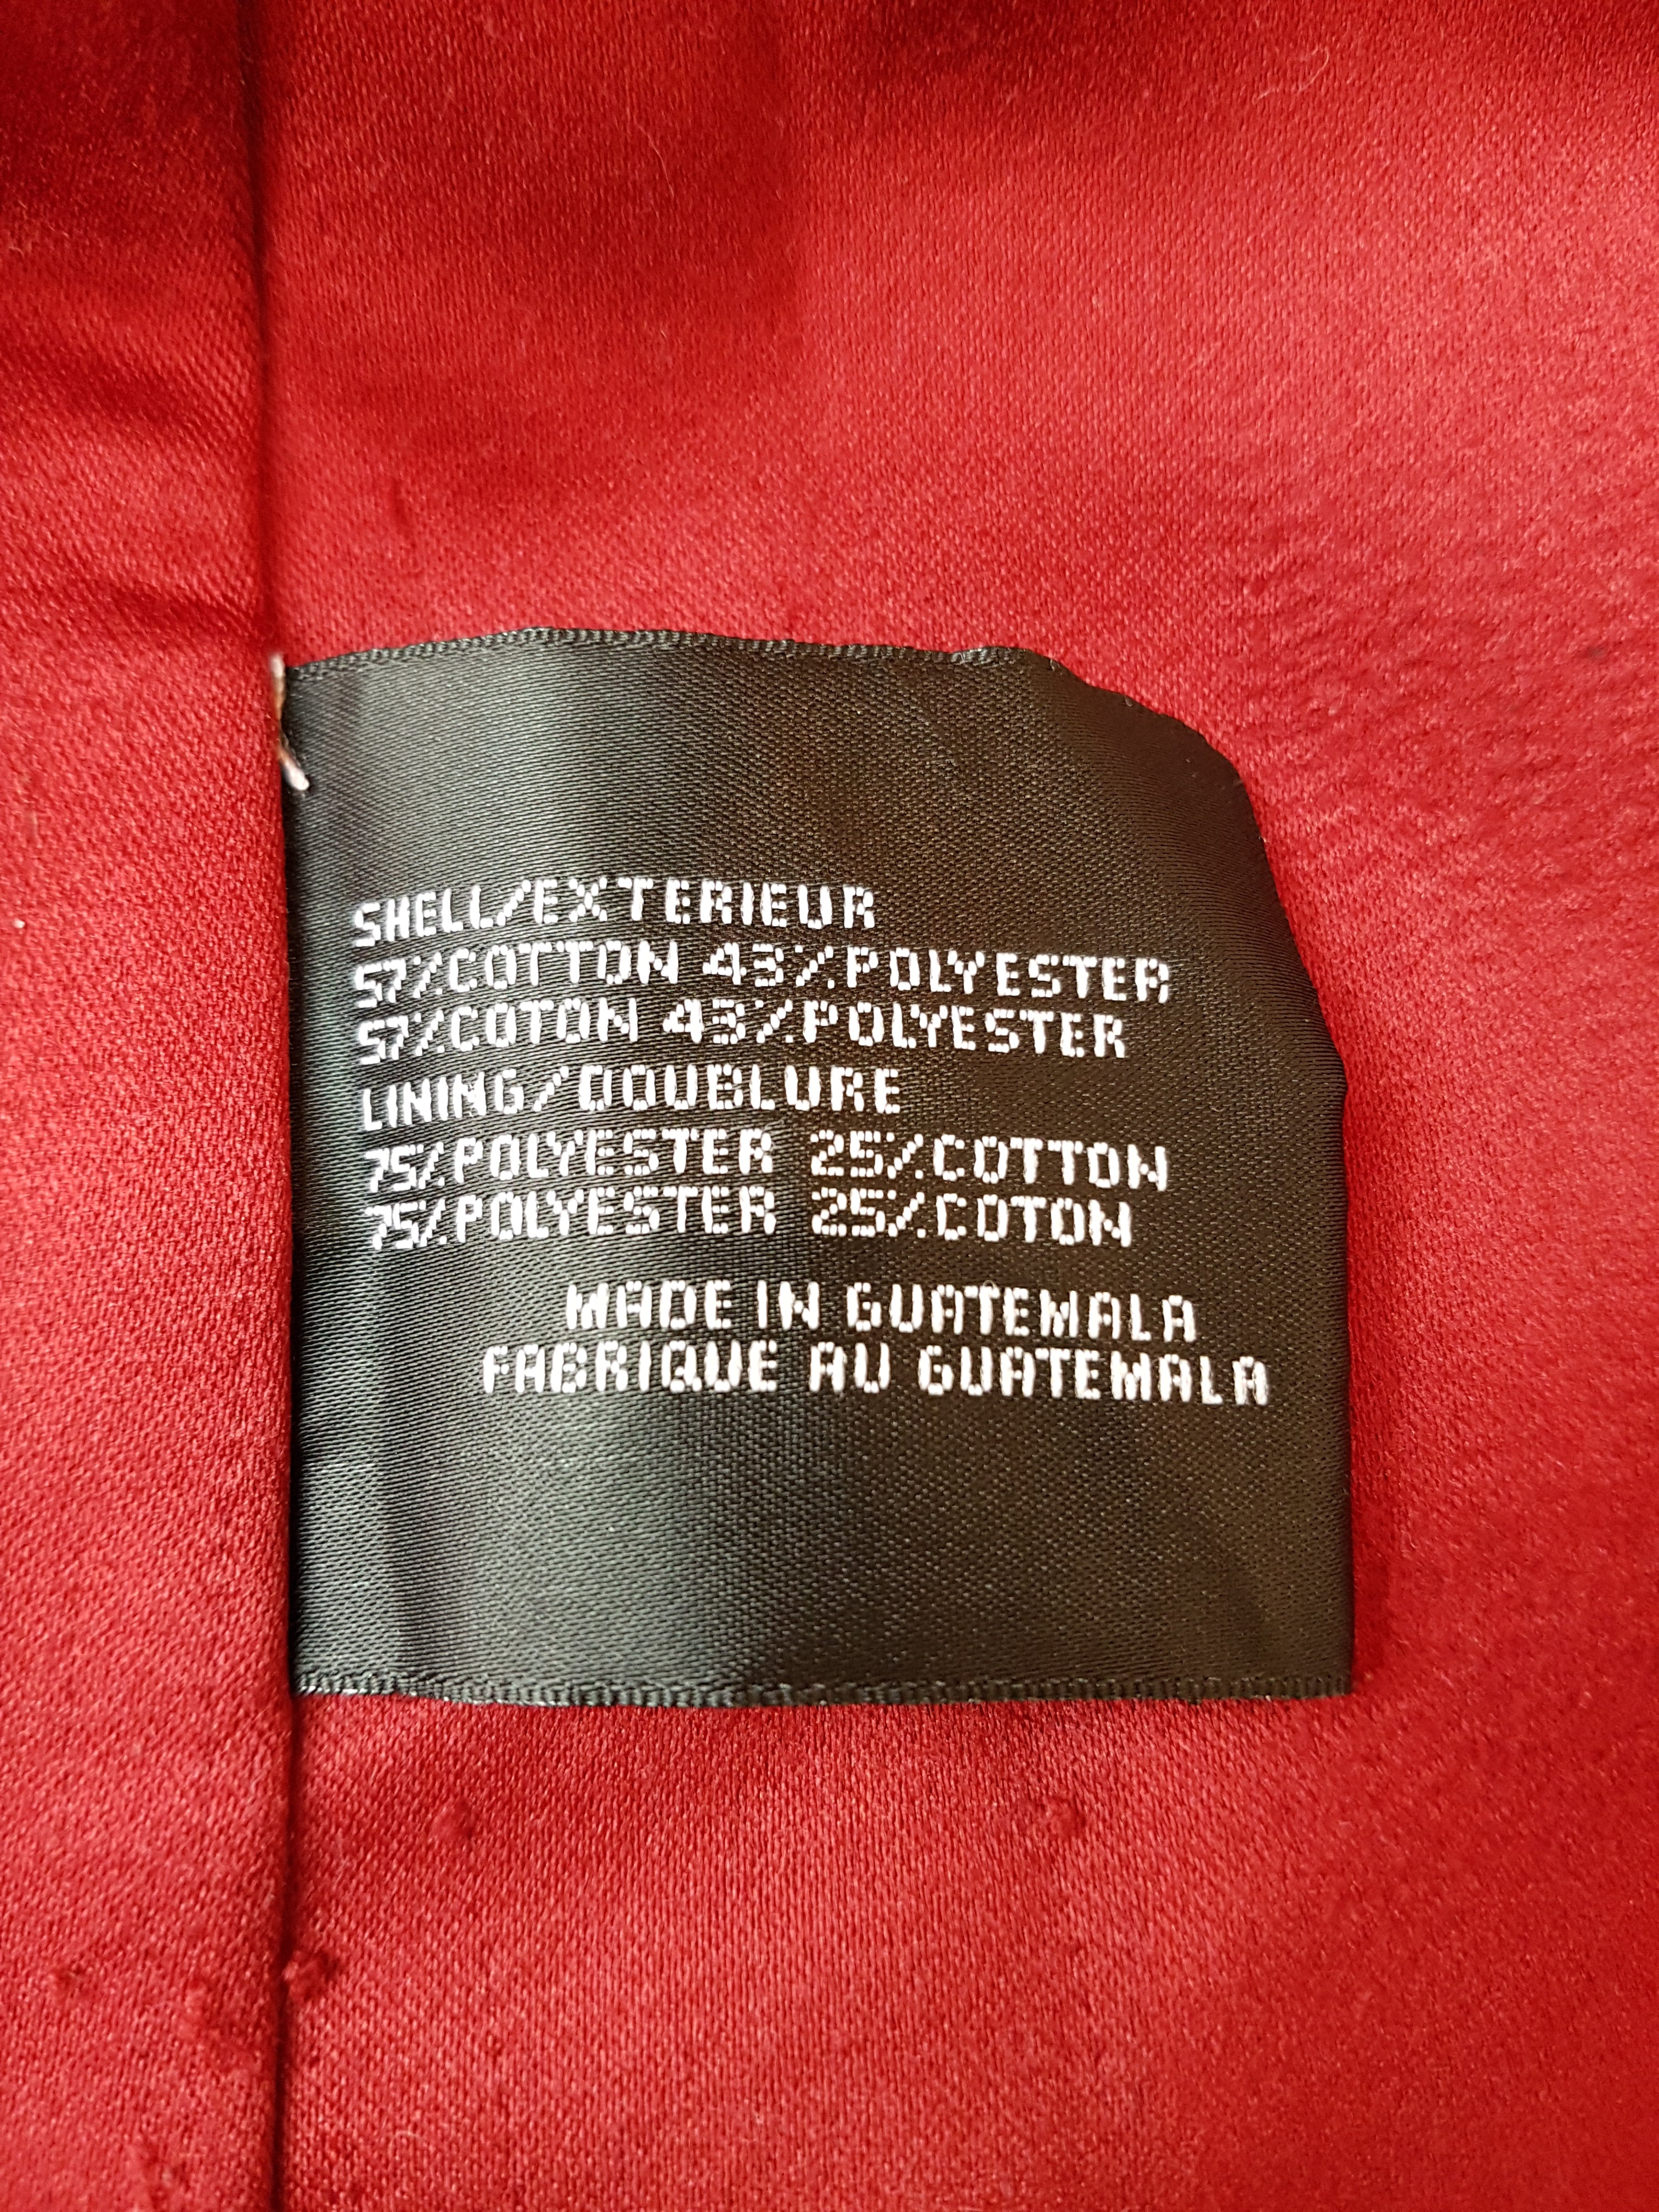 SHELL/EXTERIEUR
57%COTTON 43%POLYESTER
57%COTON 43%POLYESTER
LINING/DOUBLURE
75%POLYESTER 25%COTTON
75%POLYESTER 25%COTON
MADE IN GUATEMALA
FABRIQUE AU GUATEMALA